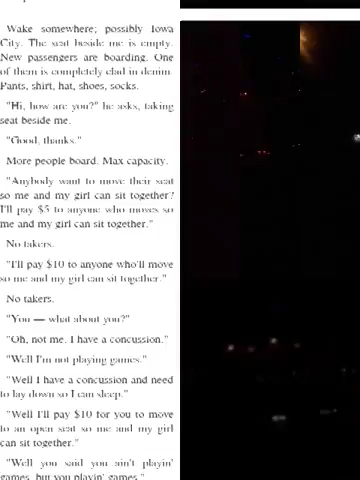 Wake somewhere; possibly Iowa
City. The seat beside me is empty.
New passengers are boarding. One
of them is completely clad in denim.
Pants, shirt, hat, shoes, socks.
"Hi, how are you?" he asks, taking
seat beside me.
"Good, thanks."
More people board. Max capacity.
"Anybody want to move their seat
so me and my girl can sit together?
I'll pay $5 to anyone who moves so
me and my girl can sit together."
No takers.
"I'll pay $10 to anyone who'll move
so me and my girl can sit together."
No takers.
"You — what about you?"
"Oh, not me. I have a concussion."
"Well I'm not playing games."
"Well I have a concussion and need
to lay down so I can sleep."
"Well I'll pay $10 for you to move
to an open seat so me and my girl
can sit together."
"Well you said you ain't playin'
games, but you playin' games."